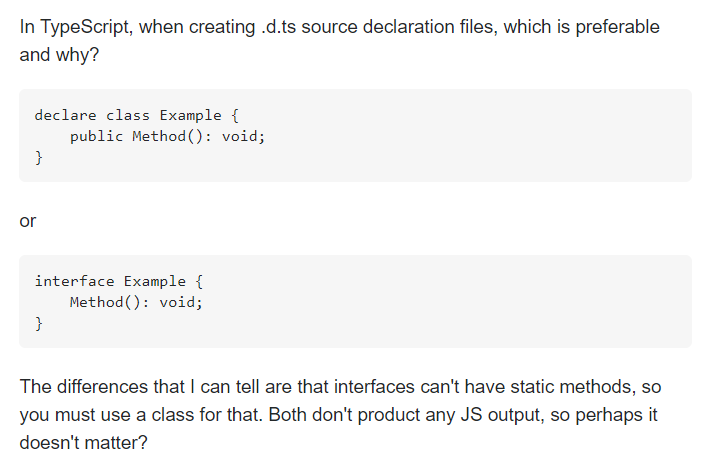 In TypeScript, when creating .d.ts source declaration files, which is preferable
and why?
declare class Example {
    public Method(): void;
}
or
interface Example {
    Method(): void;
}
The differences that I can tell are that interfaces can't have static methods, so
you must use a class for that. Both don't product any JS output, so perhaps it
doesn't matter?